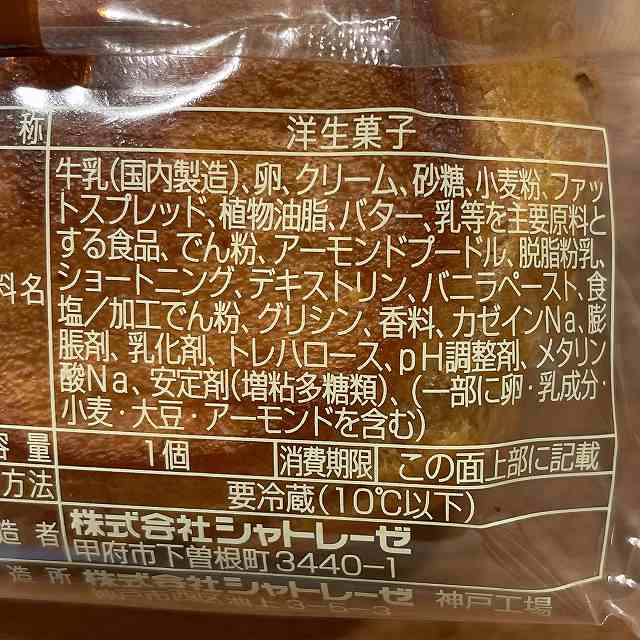 称 洋生菓子
牛乳(国内製造)、卵、クリーム、砂糖、小麦粉、ファッ
トスプレッド、植物油脂、バター、乳等を主要原料と
する食品、でん粉、アーモンドプードル、脱脂粉乳、
料名 ショートニング、デキストリン、バニラペースト、食
塩/加工でん粉、グリシン、香料、カゼインNa、膨
脹剤、乳化剤、トレハロース、pH調整剤、メタリン
酸Na、安定剤(増粘多糖類)、(一部に卵・乳成分・
小麦・大豆・アーモンドを含む)
容量 1個 消費期限 この面上部に記載
方法 要冷蔵(10℃以下)
造者 株式会社シャトレーゼ
甲府市下曽根町3440-1
造所 株式会社シャトレーゼ 神戸工場